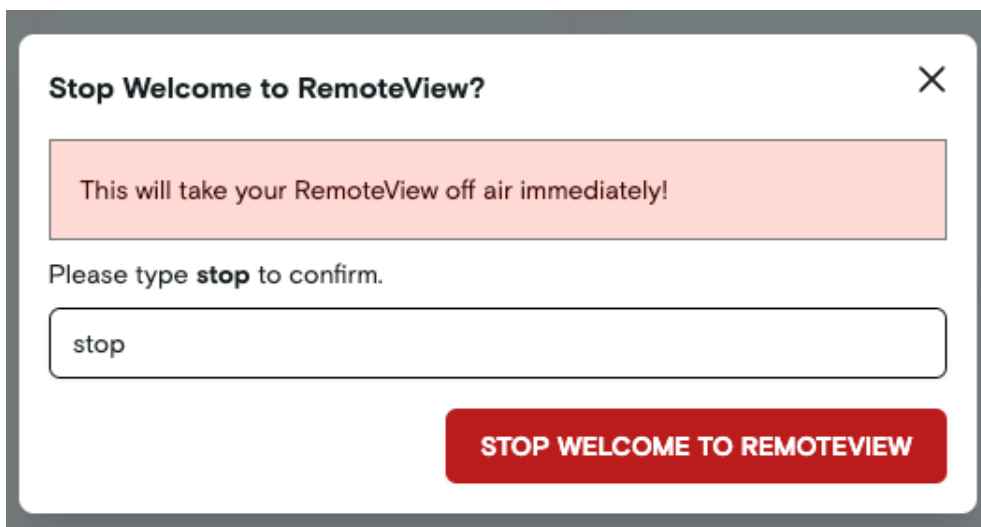 Stop Welcome to RemoteView?
This will take your RemoteView off air immediately!
Please type stop to confirm.
stop
STOP WELCOME TO REMOTEVIEW